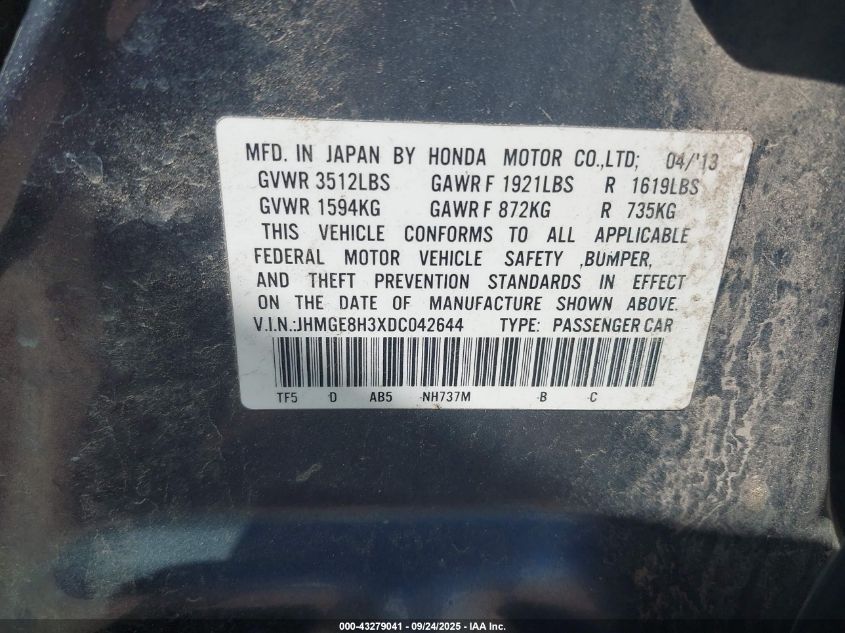 MFD. IN JAPAN BY HONDA MOTOR CO.,LTD; 04/'13
GVWR 3512LBS GAWR F 1921LBS R 1619LBS
GVWR 1594KG GAWR F 872KG R 735KG
THIS VEHICLE CONFORMS TO ALL APPLICABLE
FEDERAL MOTOR VEHICLE SAFETY ,BUMPER,
AND THEFT PREVENTION STANDARDS IN EFFECT
ON THE DATE OF MANUFACTURE SHOWN ABOVE.
V.I.N.:JHMGE8H3XDC042644 TYPE: PASSENGER CAR
TF5 D AB5 NH737M B C
000-43279041 - 09/24/2025 - IAA Inc.